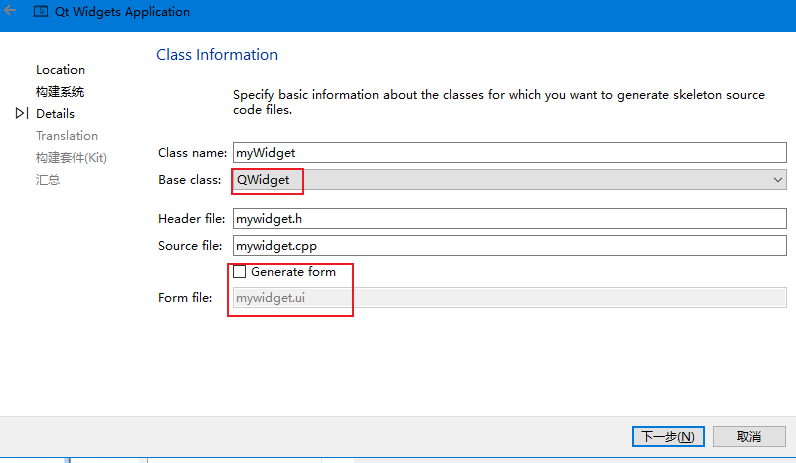 Qt Widgets Application
Class Information
Location
构建系统
Details
Translation
构建套件(Kit)
汇总
Specify basic information about the classes for which you want to generate skeleton source
code files.
Class name: myWidget
Base class: QWidget
Header file: mywidget.h
Source file: mywidget.cpp
Generate form
Form file: mywidget.ui
下一步(N) 取消